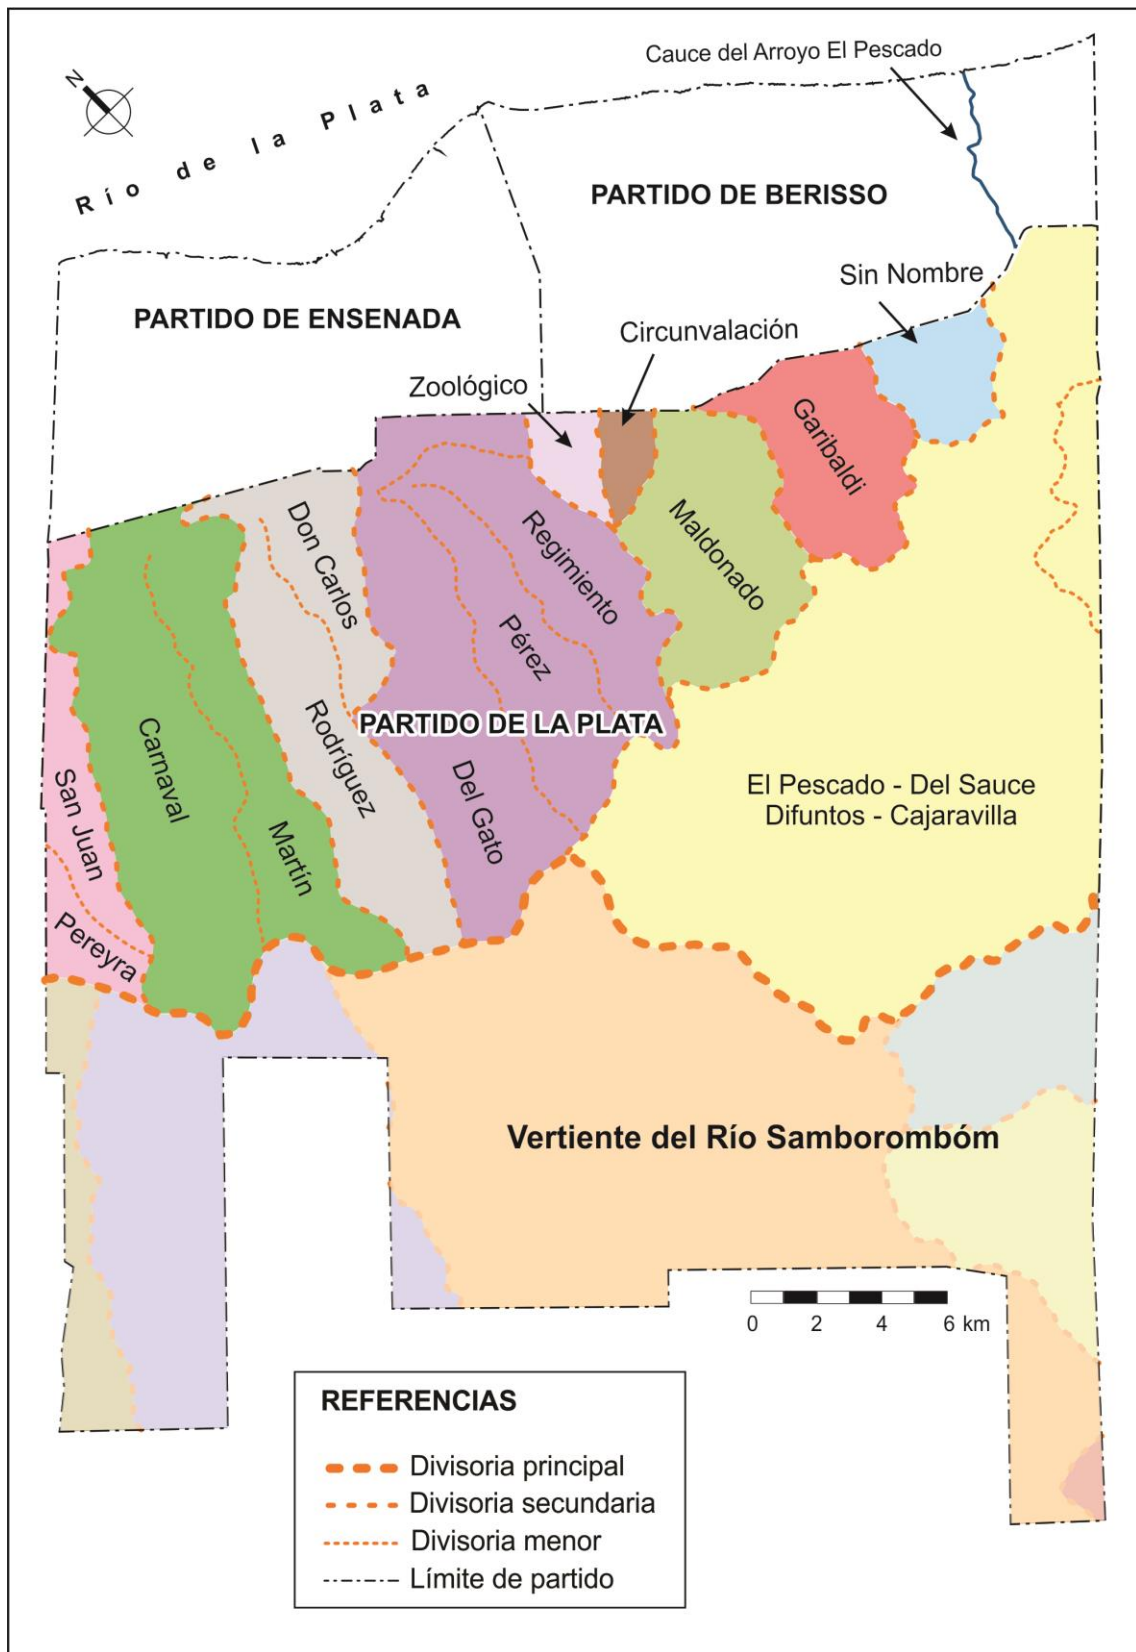 Cauce del Arroyo El Pescado
N
Río de la Plata
PARTIDO DE BERISSO
Sin Nombre
PARTIDO DE ENSENADA
Circunvalación
Zoológico
Garibaldi
Don Carlos
Maldonado
Regimiento
Pérez
PARTIDO DE LA PLATA
Carnaval
Rodríguez
San Juan
Del Gato
Martín
Pereyra
El Pescado - Del Sauce
Difuntos - Cajaravilla
Vertiente del Río Samborombóm
0 2 4 6 km
REFERENCIAS
Divisoria principal
Divisoria secundaria
Divisoria menor
Límite de partido